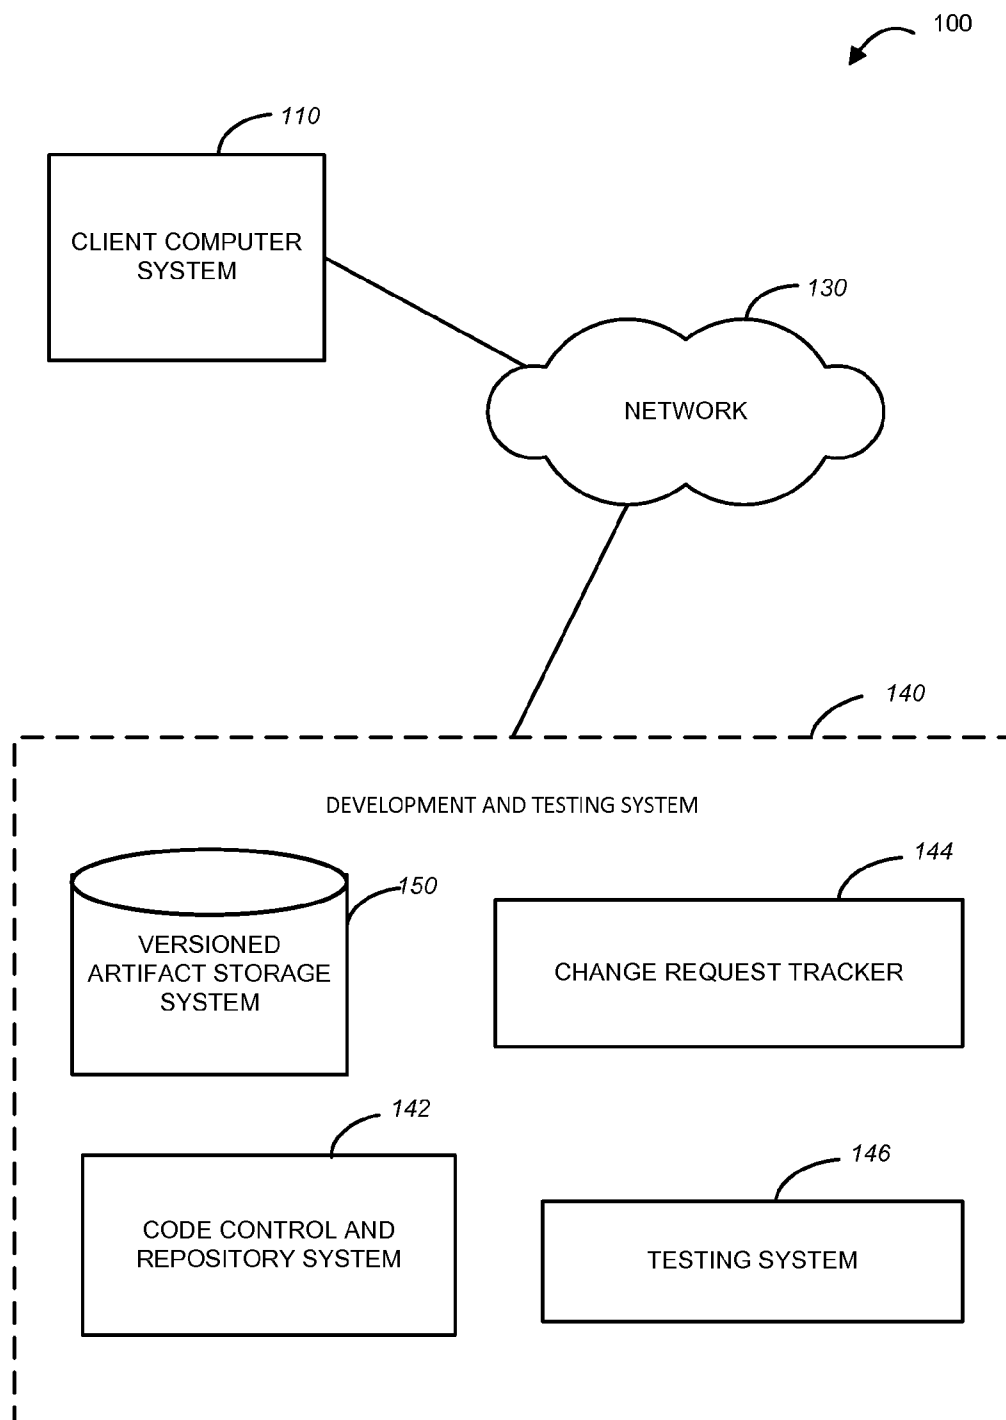 100
110
CLIENT COMPUTER
SYSTEM
130
NETWORK
140
DEVELOPMENT AND TESTING SYSTEM
150
VERSIONED
ARTIFACT STORAGE
SYSTEM
144
CHANGE REQUEST TRACKER
142
CODE CONTROL AND
REPOSITORY SYSTEM
146
TESTING SYSTEM